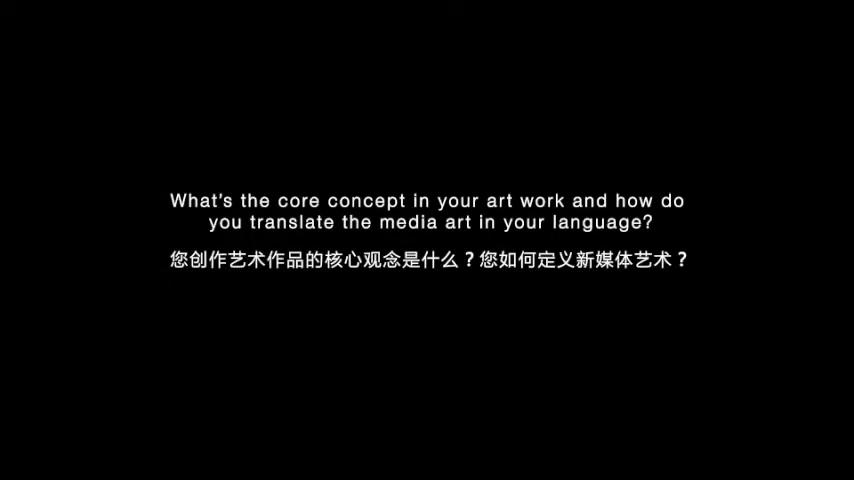 What's the core concept in your art work and how do
you translate the media art in your language?
您创作艺术作品的核心观念是什么？您如何定义新媒体艺术？